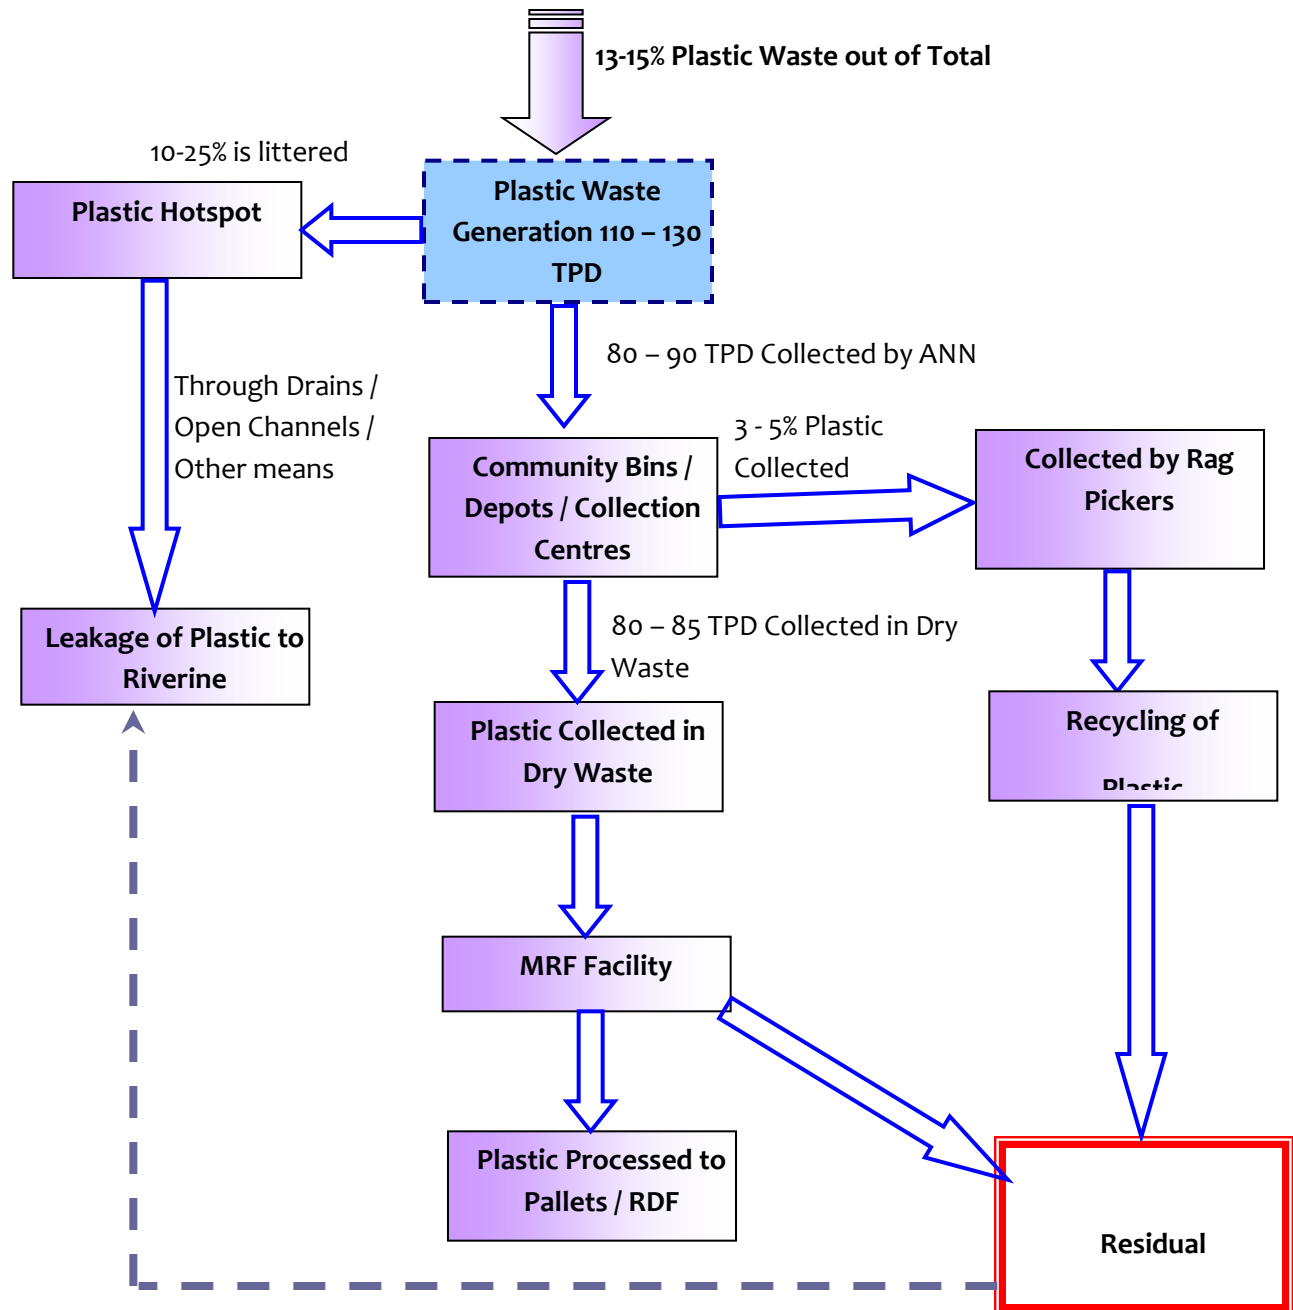 13-15% Plastic Waste out of Total
10-25% is littered
Plastic Hotspot
Plastic Waste
Generation 110 – 130
TPD
80 – 90 TPD Collected by ANN
Through Drains /
Open Channels /
Other means
3 - 5% Plastic
Collected
Community Bins /
Depots / Collection
Centres
Collected by Rag
Pickers
Leakage of Plastic to
Riverine
80 – 85 TPD Collected in Dry
Waste
Plastic Collected in
Dry Waste
Recycling of
Plastic
MRF Facility
Plastic Processed to
Pallets / RDF
Residual